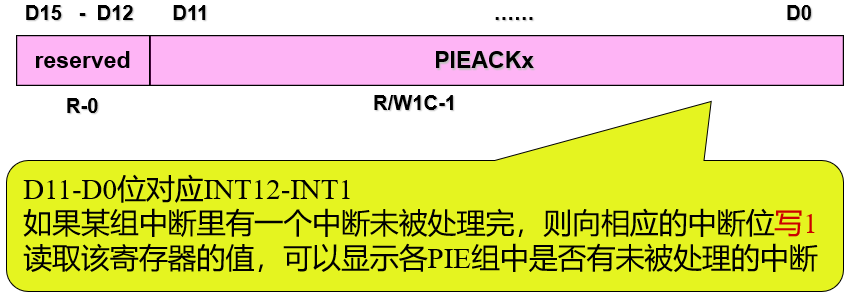 D15 - D12 D11 …… D0
reserved PIEACKx
R-0 R/W1C-1
D11-D0位对应INT12-INT1
如果某组中断里有一个中断未被处理完，则向相应的中断位写1
读取该寄存器的值，可以显示各PIE组中是否有未被处理的中断